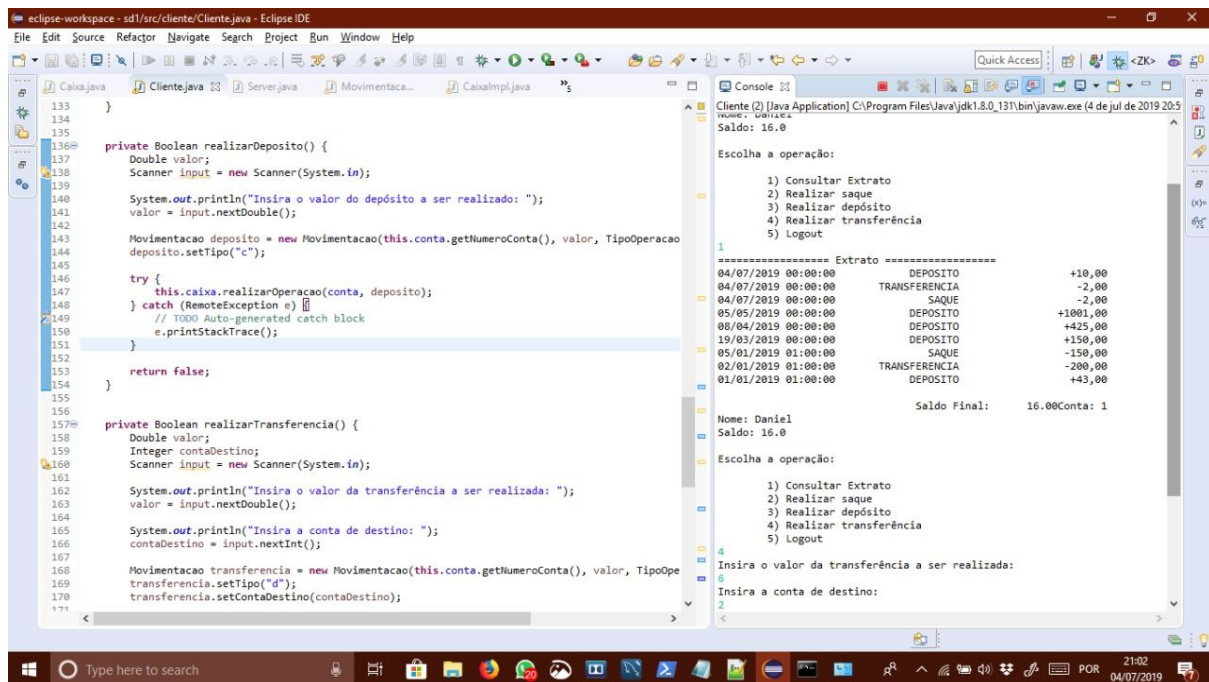 eclipse-workspace - sd1/src/cliente/Cliente.java - Eclipse IDE
File Edit Source Refactor Navigate Search Project Run Window Help
Quick Access
<ZK>
Caixa.java Cliente.java Server.java Movimentaca... CaixaImpl.java »5
133 }
134
135
136 private Boolean realizarDeposito() {
137 Double valor;
138 Scanner input = new Scanner(System.in);
139
140 System.out.println("Insira o valor do depósito a ser realizado: ");
141 valor = input.nextDouble();
142
143 Movimentacao deposito = new Movimentacao(this.conta.getNumeroConta(), valor, TipoOperacao
144 deposito.setTipo("c");
145
146 try {
147 this.caixa.realizarOperacao(conta, deposito);
148 } catch (RemoteException e) {
149 // TODO Auto-generated catch block
150 e.printStackTrace();
151 }
152
153 return false;
154 }
155
156
157 private Boolean realizarTransferencia() {
158 Double valor;
159 Integer contaDestino;
160 Scanner input = new Scanner(System.in);
161
162 System.out.println("Insira o valor da transferência a ser realizada: ");
163 valor = input.nextDouble();
164
165 System.out.println("Insira a conta de destino: ");
166 contaDestino = input.nextInt();
167
168 Movimentacao transferencia = new Movimentacao(this.conta.getNumeroConta(), valor, TipoOpe
169 transferencia.setTipo("d");
170 transferencia.setContaDestino(contaDestino);
171
Console
Cliente (2) [Java Application] C:\Program Files\Java\jdk1.8.0_131\bin\javaw.exe (4 de jul de 2019 20:5
Nome: Daniel
Saldo: 16.0
Escolha a operação:
1) Consultar Extrato
2) Realizar saque
3) Realizar depósito
4) Realizar transferência
5) Logout
1
================== Extrato ==================
04/07/2019 00:00:00 DEPOSITO +10,00
04/07/2019 00:00:00 TRANSFERENCIA -2,00
04/07/2019 00:00:00 SAQUE -2,00
05/05/2019 00:00:00 DEPOSITO +1001,00
08/04/2019 00:00:00 DEPOSITO +425,00
19/03/2019 00:00:00 DEPOSITO +150,00
05/01/2019 01:00:00 SAQUE -150,00
02/01/2019 01:00:00 TRANSFERENCIA -200,00
01/01/2019 01:00:00 DEPOSITO +43,00
Saldo Final: 16.00Conta: 1
Nome: Daniel
Saldo: 16.0
Escolha a operação:
1) Consultar Extrato
2) Realizar saque
3) Realizar depósito
4) Realizar transferência
5) Logout
4
Insira o valor da transferência a ser realizada:
6
Insira a conta de destino:
2
Type here to search
POR
21:02
04/07/2019